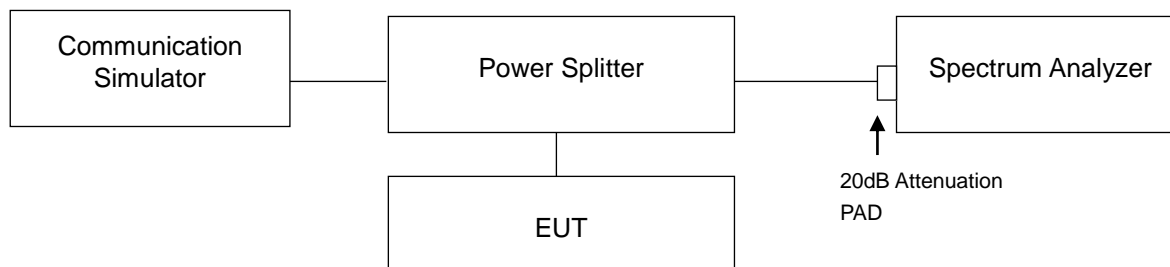 Communication
Simulator
Power Splitter
Spectrum Analyzer
20dB Attenuation
PAD
EUT